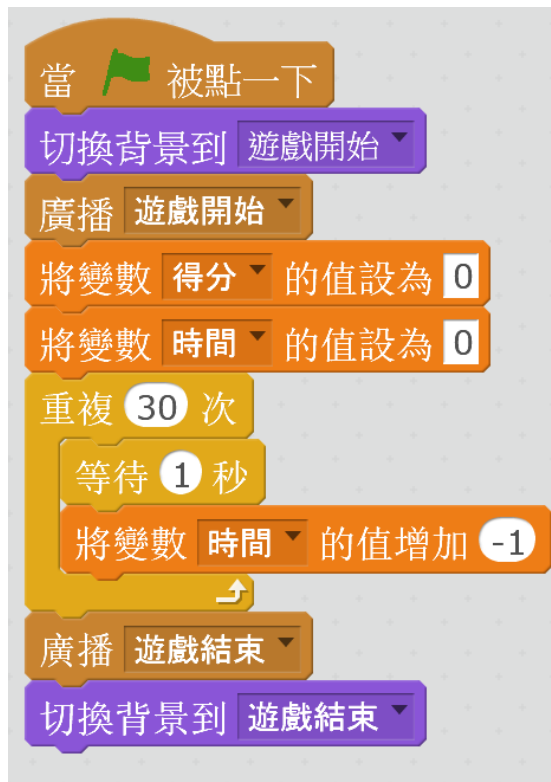 當 被點一下
切換背景到 遊戲開始
廣播 遊戲開始
將變數 得分 的值設為 0
將變數 時間 的值設為 0
重複 30 次
等待 1 秒
將變數 時間 的值增加 -1
廣播 遊戲結束
切換背景到 遊戲結束